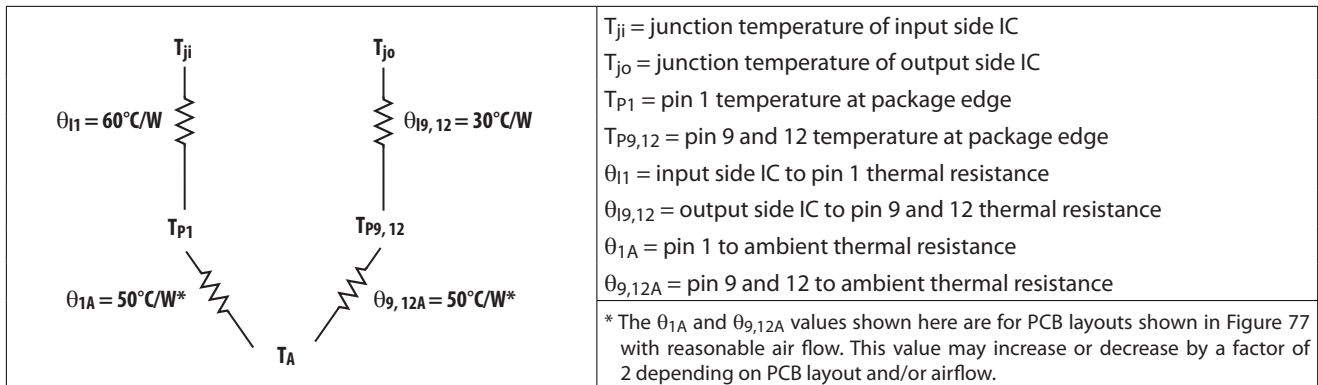 Tji
Tjo
θI1 = 60°C/W
θI9, 12 = 30°C/W
TP1
TP9, 12
θ1A = 50°C/W*
θ9, 12A = 50°C/W*
TA
Tji = junction temperature of input side IC
Tjo = junction temperature of output side IC
TP1 = pin 1 temperature at package edge
TP9,12 = pin 9 and 12 temperature at package edge
θI1 = input side IC to pin 1 thermal resistance
θI9,12 = output side IC to pin 9 and 12 thermal resistance
θ1A = pin 1 to ambient thermal resistance
θ9,12A = pin 9 and 12 to ambient thermal resistance
* The θ1A and θ9,12A values shown here are for PCB layouts shown in Figure 77
with reasonable air flow. This value may increase or decrease by a factor of
2 depending on PCB layout and/or airflow.